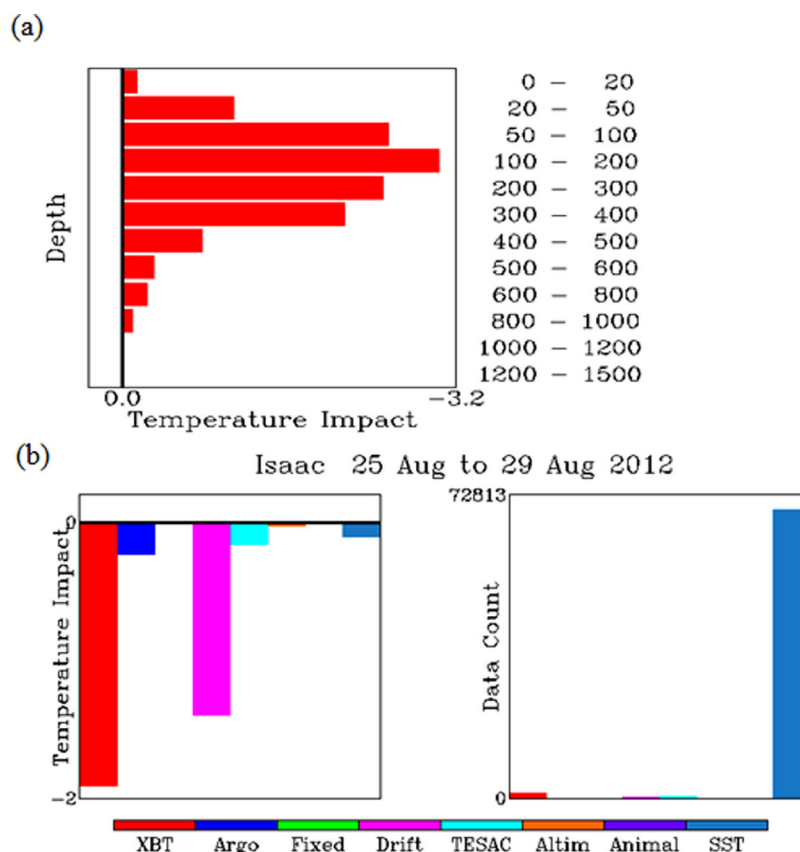 (a)
0 – 20
20 – 50
50 – 100
100 – 200
200 – 300
300 – 400
400 – 500
500 – 600
600 – 800
800 – 1000
1000 – 1200
1200 – 1500
Depth
0.0 -3.2
Temperature Impact
(b)
Isaac 25 Aug to 29 Aug 2012
72813
0
Temperature Impact
Data Count
-2 0
XBT Argo Fixed Drift TESAC Altim Animal SST